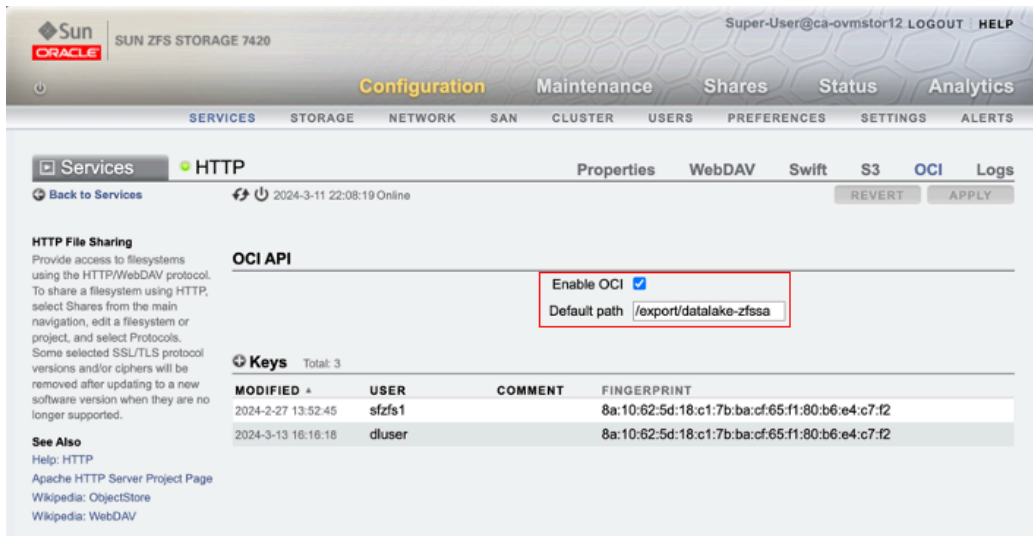 Sun
ORACLE
SUN ZFS STORAGE 7420
Super-User@ca-ovmstor12 LOGOUT HELP
Configuration Maintenance Shares Status Analytics
SERVICES STORAGE NETWORK SAN CLUSTER USERS PREFERENCES SETTINGS ALERTS
Services HTTP Properties WebDAV Swift S3 OCI Logs
Back to Services 2024-3-11 22:08:19 Online REVERT APPLY
HTTP File Sharing
Provide access to filesystems
using the HTTP/WebDAV protocol.
To share a filesystem using HTTP,
select Shares from the main
navigation, edit a filesystem or
project, and select Protocols.
Some selected SSL/TLS protocol
versions and/or ciphers will be
removed after updating to a new
software version when they are no
longer supported.
See Also
Help: HTTP
Apache HTTP Server Project Page
Wikipedia: ObjectStore
Wikipedia: WebDAV
OCI API
Enable OCI
Default path /export/datalake-zfssa
Keys Total: 3
MODIFIED USER COMMENT FINGERPRINT
2024-2-27 13:52:45 sfzfs1 8a:10:62:5d:18:c1:7b:ba:cf:65:f1:80:b6:e4:c7:f2
2024-3-13 16:16:18 dluser 8a:10:62:5d:18:c1:7b:ba:cf:65:f1:80:b6:e4:c7:f2